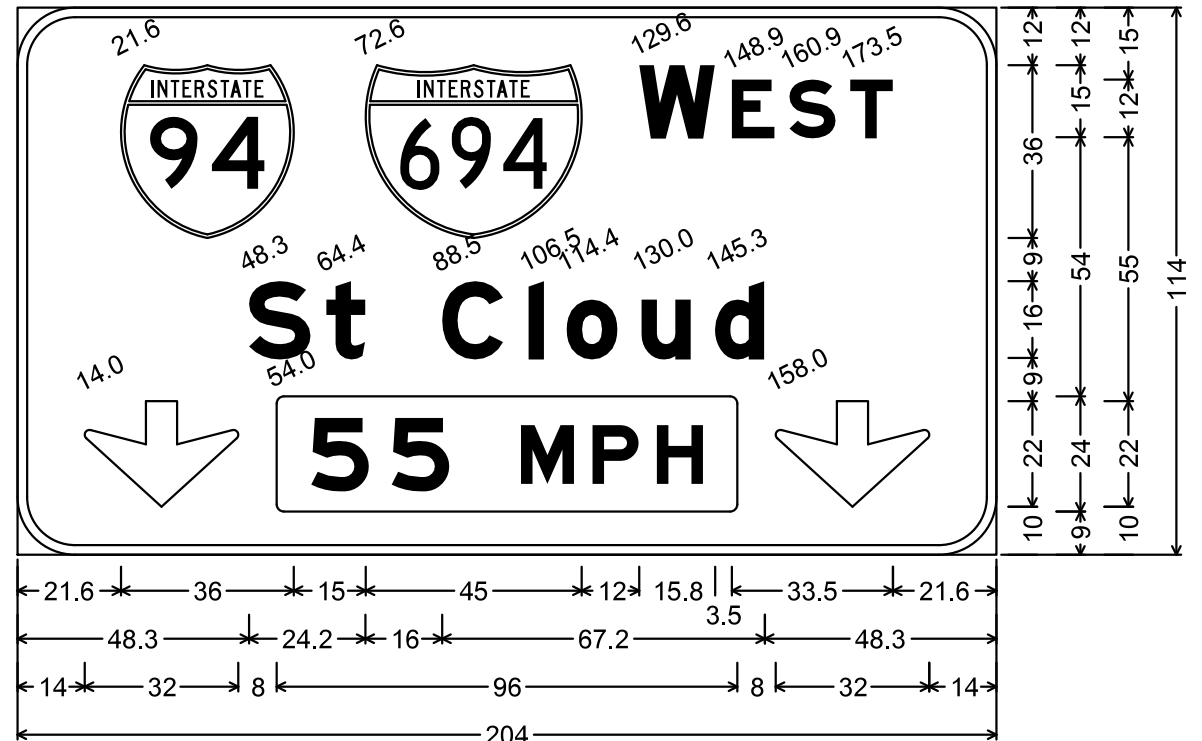 21.6 72.6 129.6 148.9 160.9 173.5
INTERSTATE INTERSTATE WEST
94 694
48.3 64.4 88.5 106.5 114.4 130.0 145.3
St Cloud
14.0 54.0 158.0
55 MPH
12 36 9 16 9 22 10
12 15 54 24 9
15 12 55 22 10
114
21.6 36 15 45 12 15.8 3.5 33.5 21.6
48.3 24.2 16 67.2 48.3
14 32 8 96 8 32 14
204